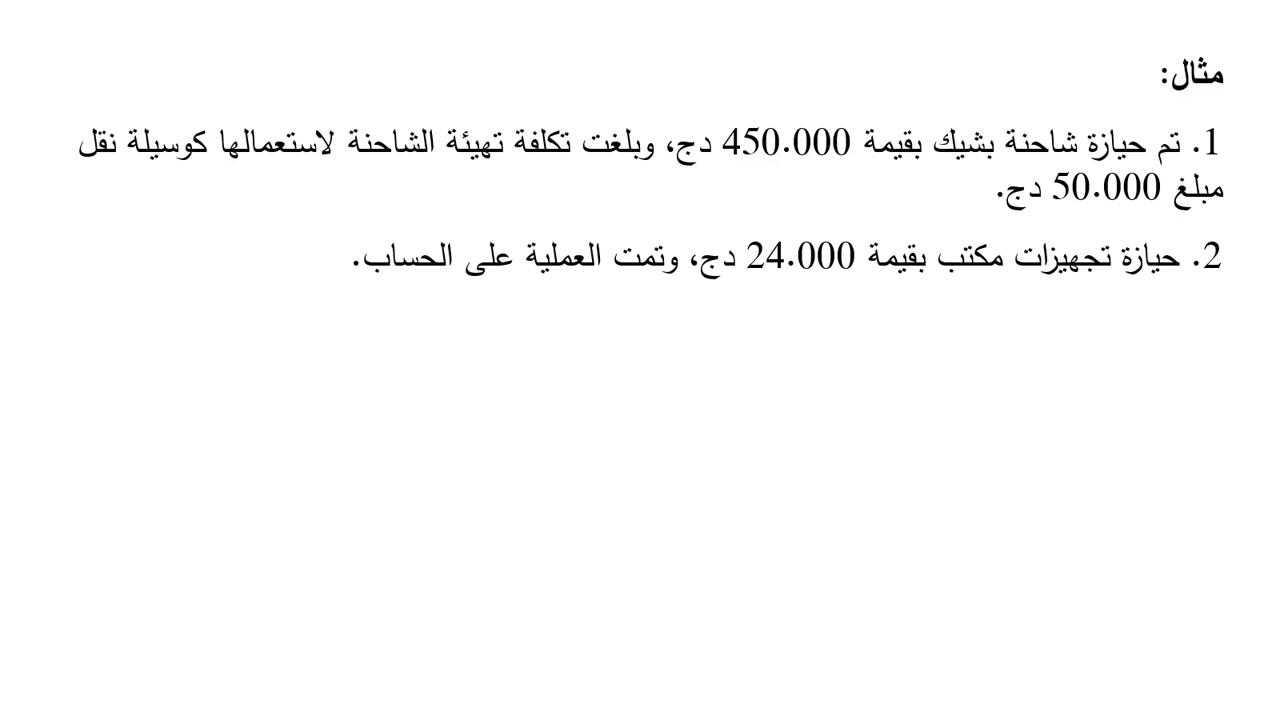 مثال:
1. تم حيازة شاحنة بشيك بقيمة 450.000 دج، وبلغت تكلفة تهيئة الشاحنة لاستعمالها كوسيلة نقل
مبلغ 50.000 دج.
2. حيازة تجهيزات مكتب بقيمة 24.000 دج، وتمت العملية على الحساب.